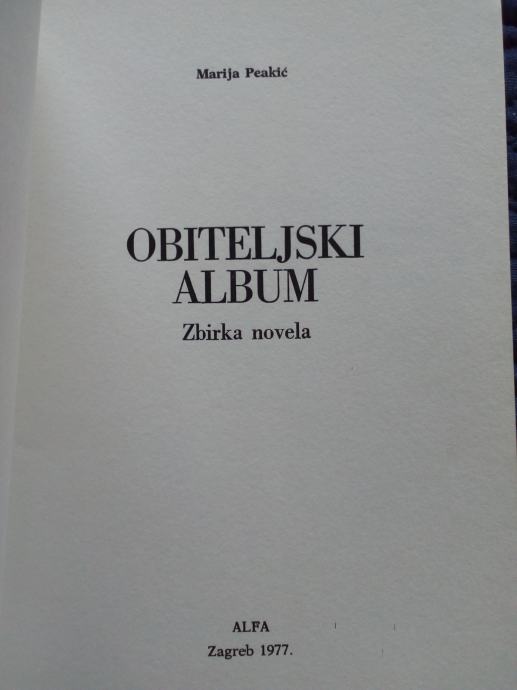 Marija Peakić
OBITELJSKI
ALBUM
Zbirka novela
ALFA
Zagreb 1977.